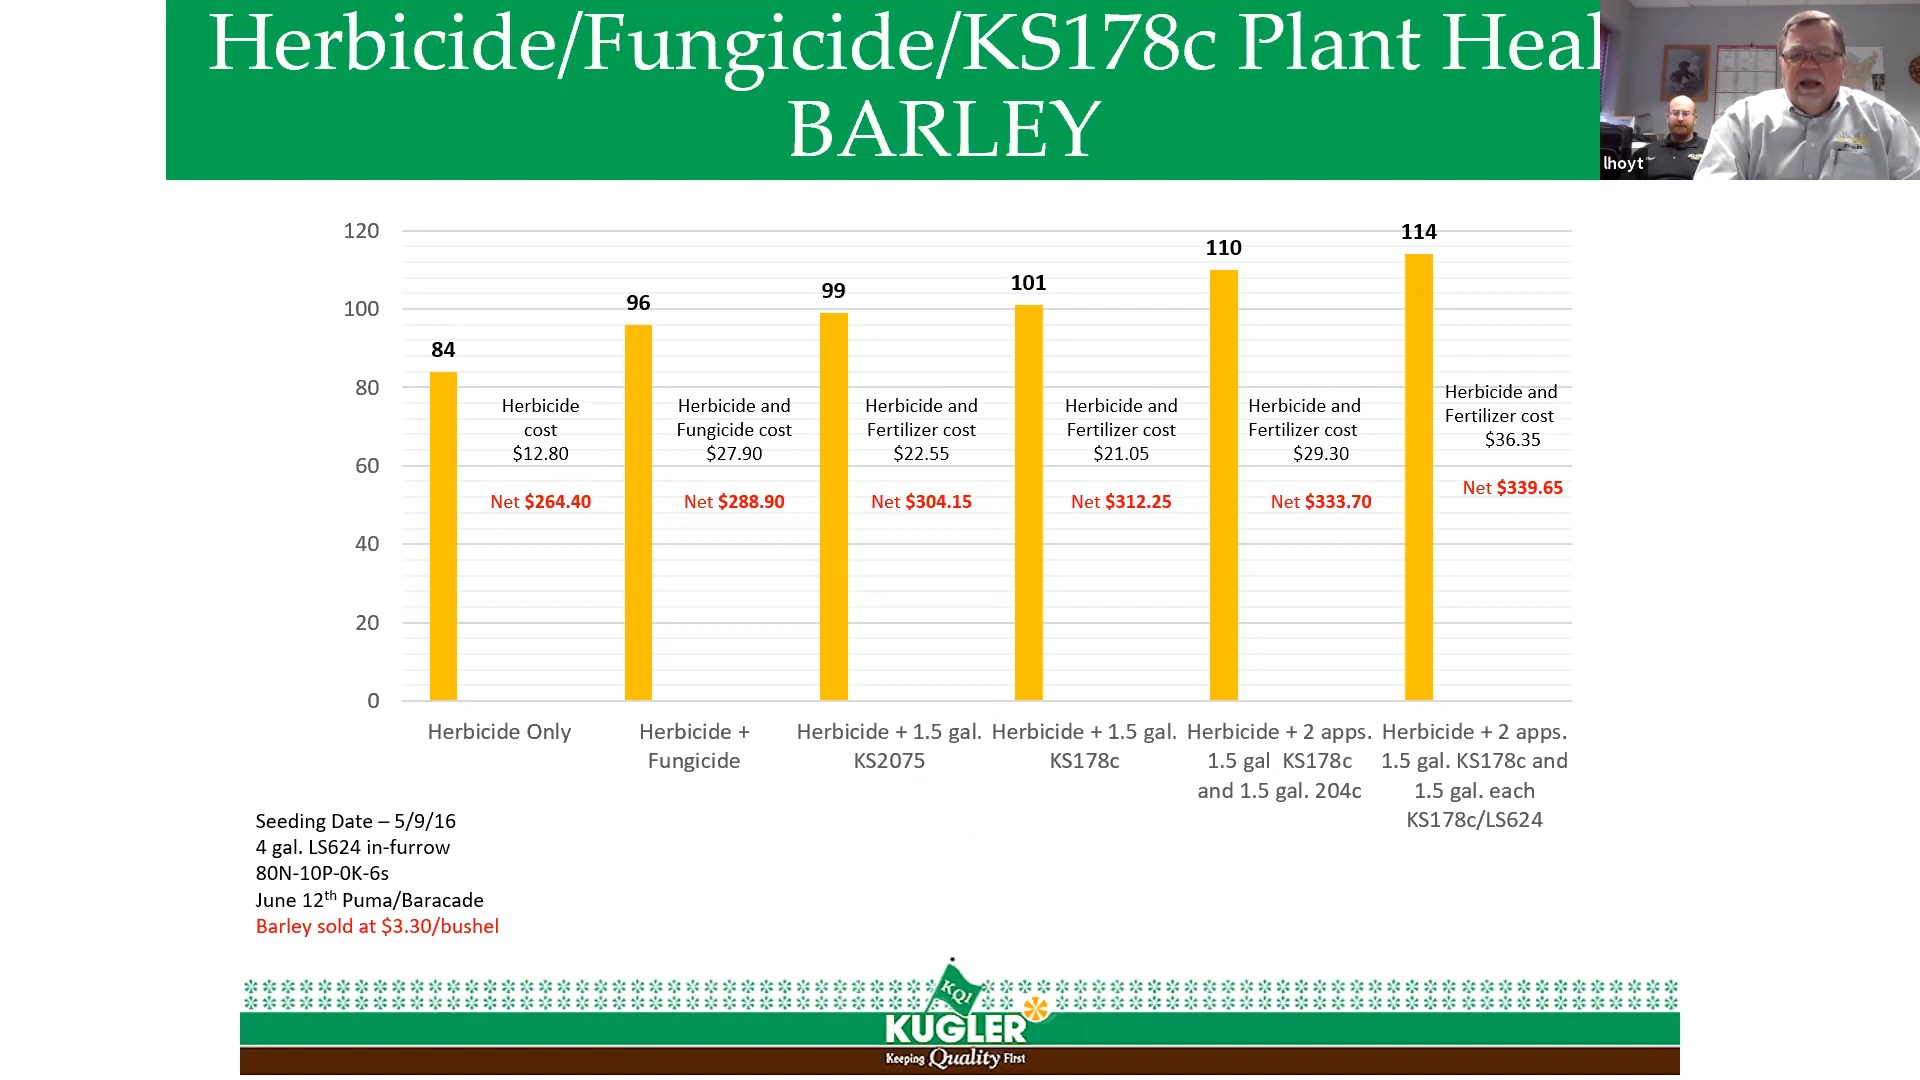 Herbicide/Fungicide/KS178c Plant Heal
BARLEY
lhoyt
120
100
80
60
40
20
0
84
96
99
101
110
114
Herbicide
cost
$12.80
Net $264.40
Herbicide and
Fungicide cost
$27.90
Net $288.90
Herbicide and
Fertilizer cost
$22.55
Net $304.15
Herbicide and
Fertilizer cost
$21.05
Net $312.25
Herbicide and
Fertilizer cost
$29.30
Net $333.70
Herbicide and
Fertilizer cost
$36.35
Net $339.65
Herbicide Only
Herbicide +
Fungicide
Herbicide + 1.5 gal.
KS2075
Herbicide + 1.5 gal.
KS178c
Herbicide + 2 apps.
1.5 gal  KS178c
and 1.5 gal. 204c
Herbicide + 2 apps.
1.5 gal. KS178c and
1.5 gal. each
KS178c/LS624
Seeding Date – 5/9/16
4 gal. LS624 in-furrow
80N-10P-0K-6s
June 12th Puma/Baracade
Barley sold at $3.30/bushel
KQ1
KUGLER
Keeping Quality First